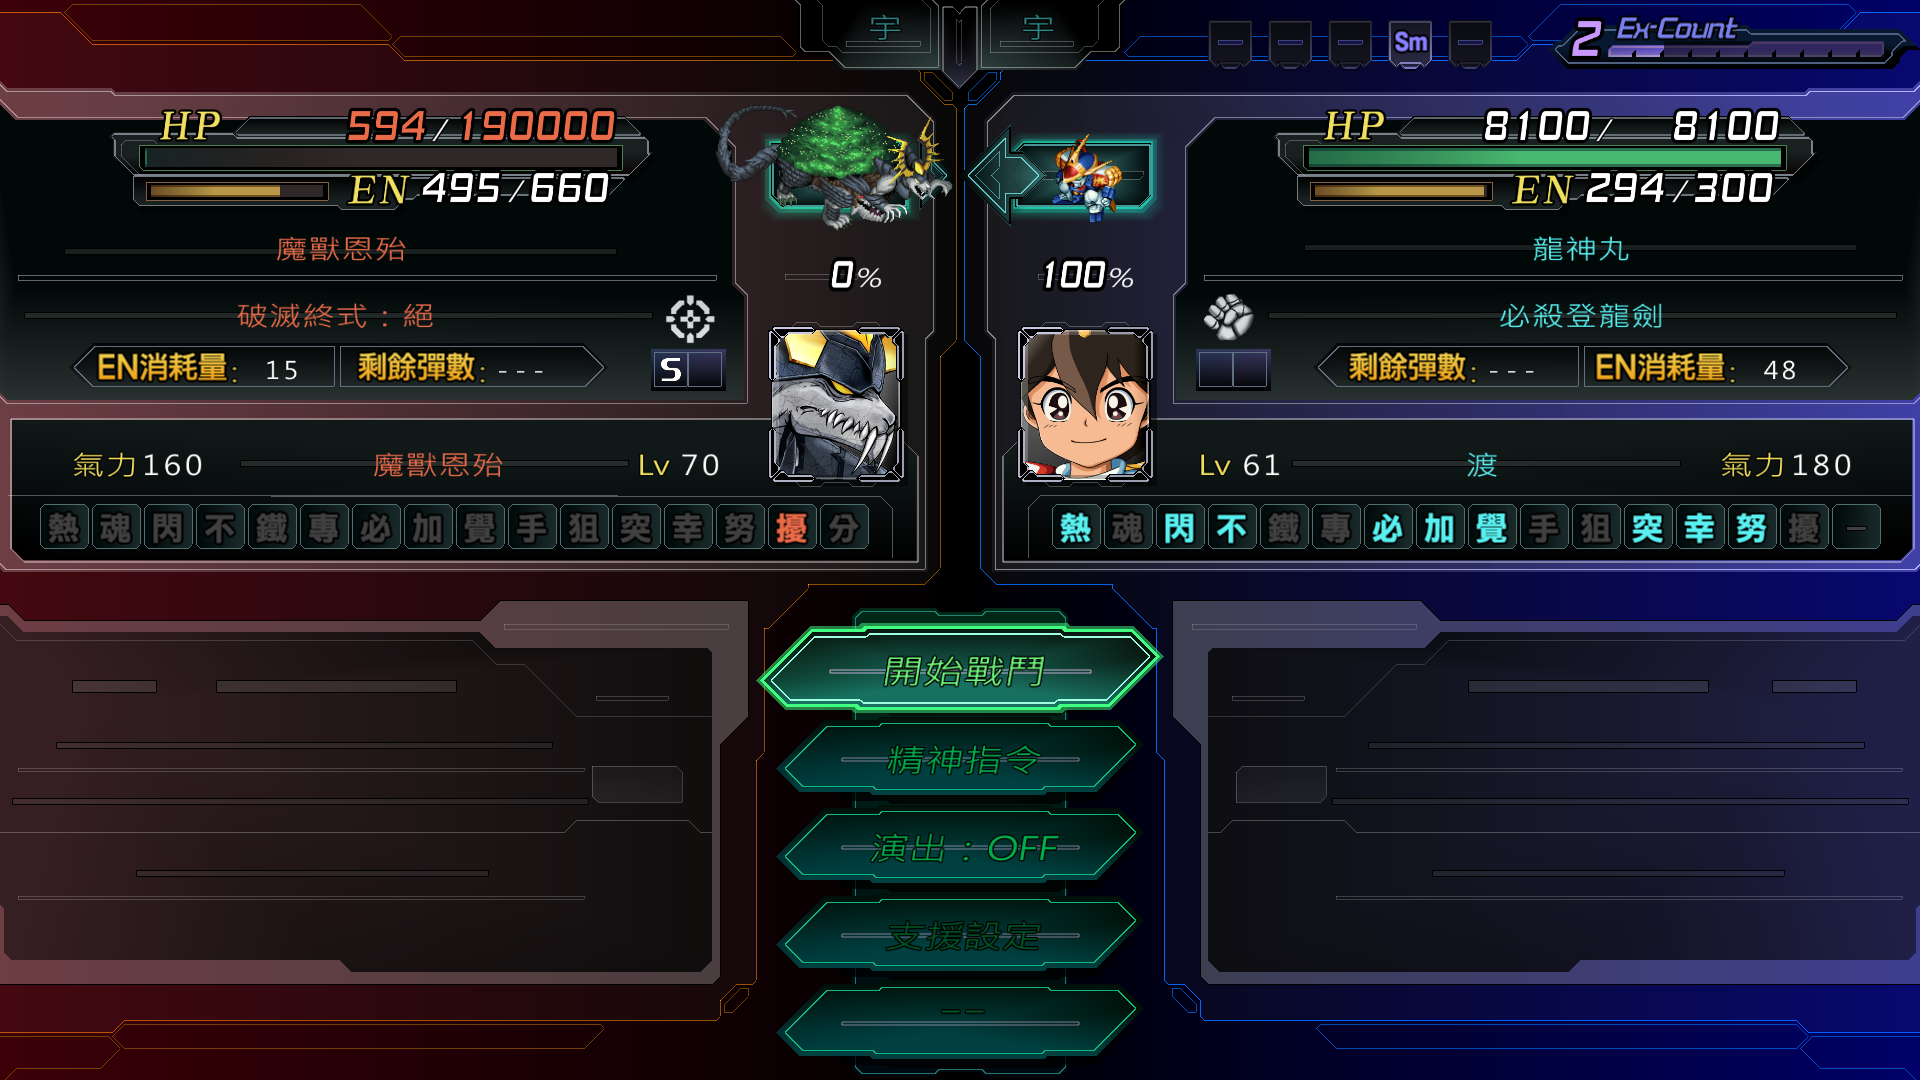 宇 宇 Sm 2 Ex-Count
HP 594/190000
EN 495/660
魔獸恩殆
0%
破滅終式：絕
EN消耗量: 15 剩餘彈數: ---
S
氣力160 魔獸恩殆 Lv 70
熱 魂 閃 不 鐵 專 必 加 覺 手 狙 突 幸 努 擾 分
HP 8100/ 8100
EN 294/300
龍神丸
100%
必殺登龍劍
剩餘彈數: --- EN消耗量: 48
Lv 61 渡 氣力180
熱 魂 閃 不 鐵 專 必 加 覺 手 狙 突 幸 努 擾 -
開始戰鬥
精神指令
演出：OFF
支援設定
--